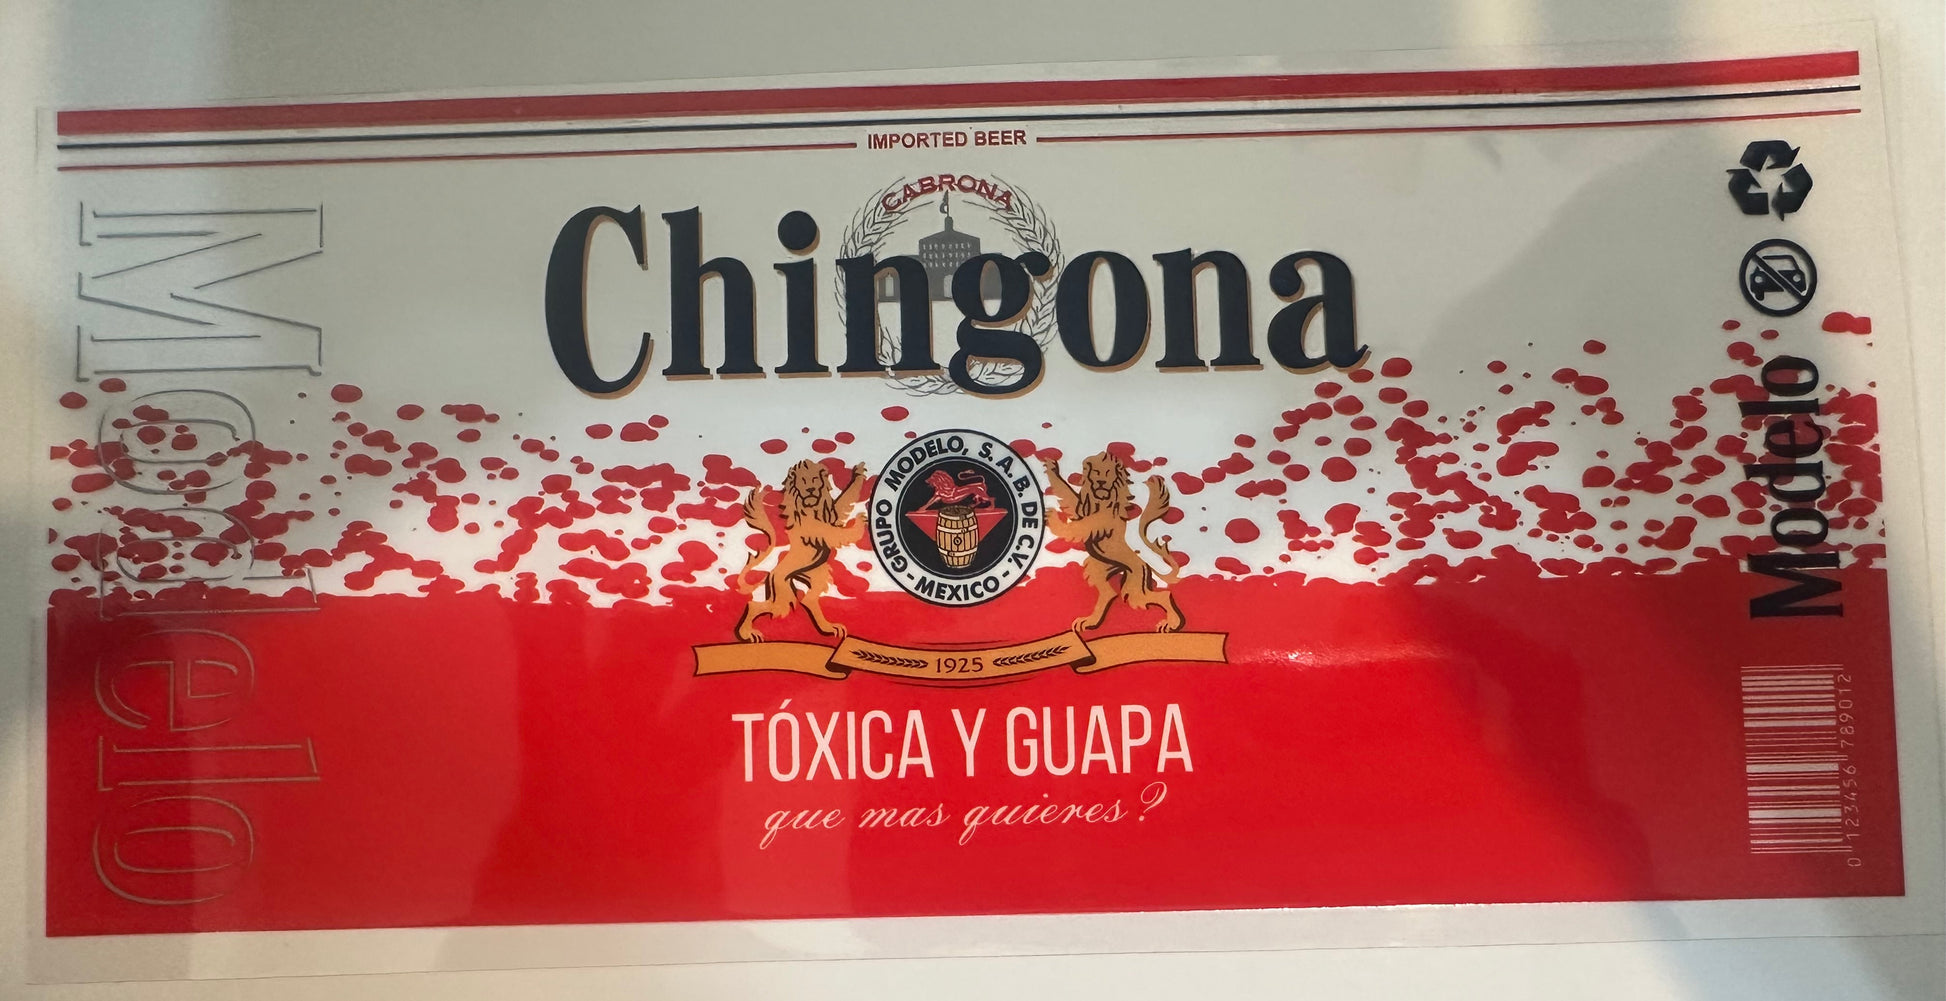 IMPORTED BEER
CABRONA
Chingona
GRUPO MODELO, S.A.B. DE C.V.
- MEXICO -
1925
TÓXICA Y GUAPA
que mas quieres?
Modelo
Modelo
0 123456 789012